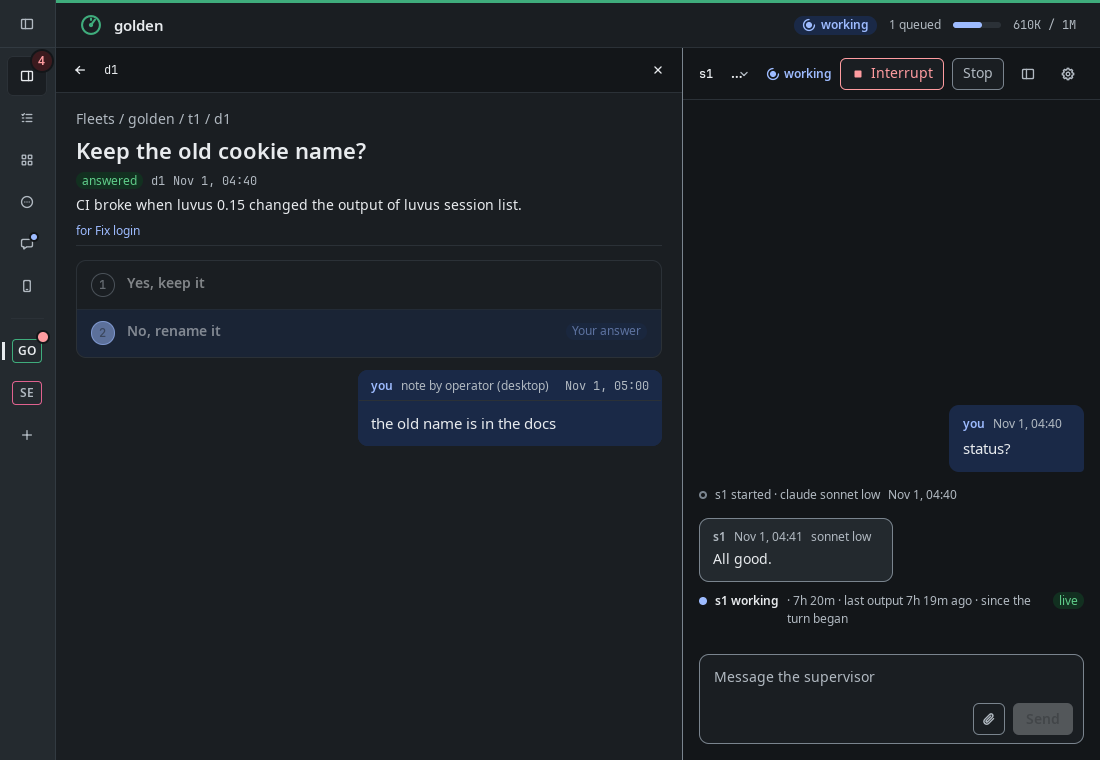 golden
working
1 queued
610K / 1M
4
GO
SE
d1
Fleets / golden / t1 / d1
Keep the old cookie name?
answered d1 Nov 1, 04:40
CI broke when luvus 0.15 changed the output of luvus session list.
for Fix login
1 Yes, keep it
2 No, rename it Your answer
you note by operator (desktop) Nov 1, 05:00
the old name is in the docs
s1 ... working Interrupt Stop
you Nov 1, 04:40
status?
s1 started · claude sonnet low Nov 1, 04:40
s1 Nov 1, 04:41 sonnet low
All good.
s1 working · 7h 20m · last output 7h 19m ago · since the live
turn began
Message the supervisor
Send